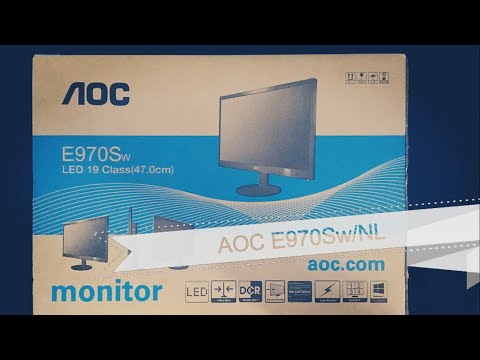 AOC
E970Sw
LED 19 Class(47.0cm)
AOC E970Sw/NL
aoc.com
monitor
LED
DCR